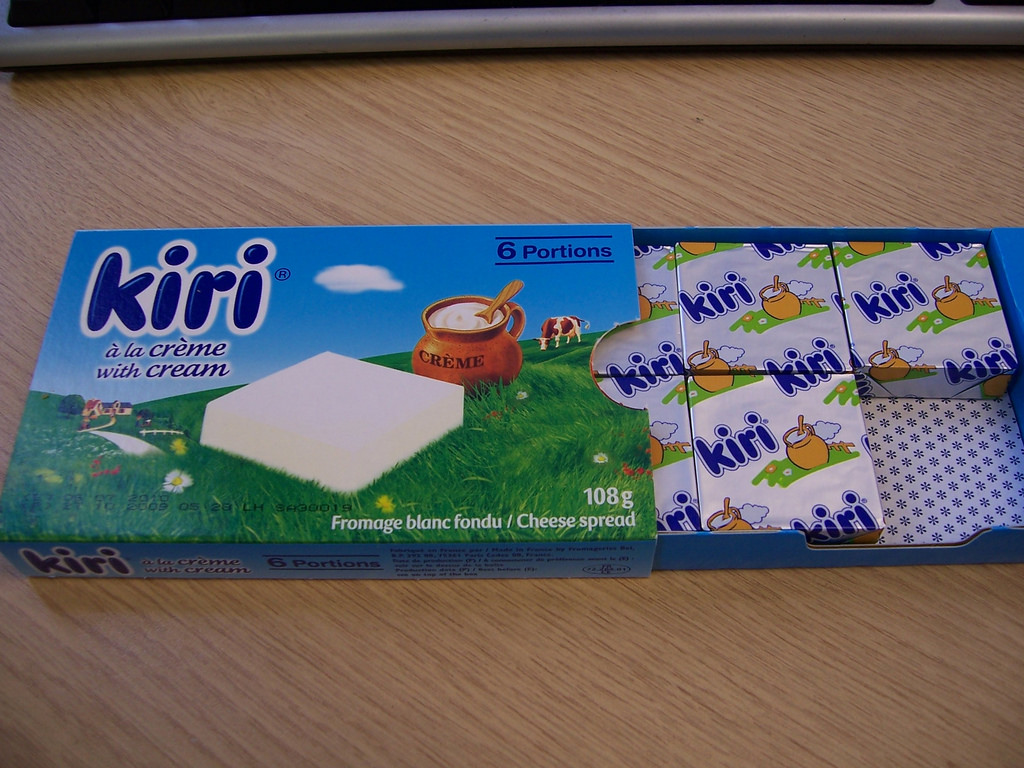 kiri®
à la crème
with cream
6 Portions
CRÈME
108g
Fromage blanc fondu / Cheese spread
kiri
à la crème
with cream
6 Portions
kiri
kiri
kiri
kiri
kiri
kiri
kiri